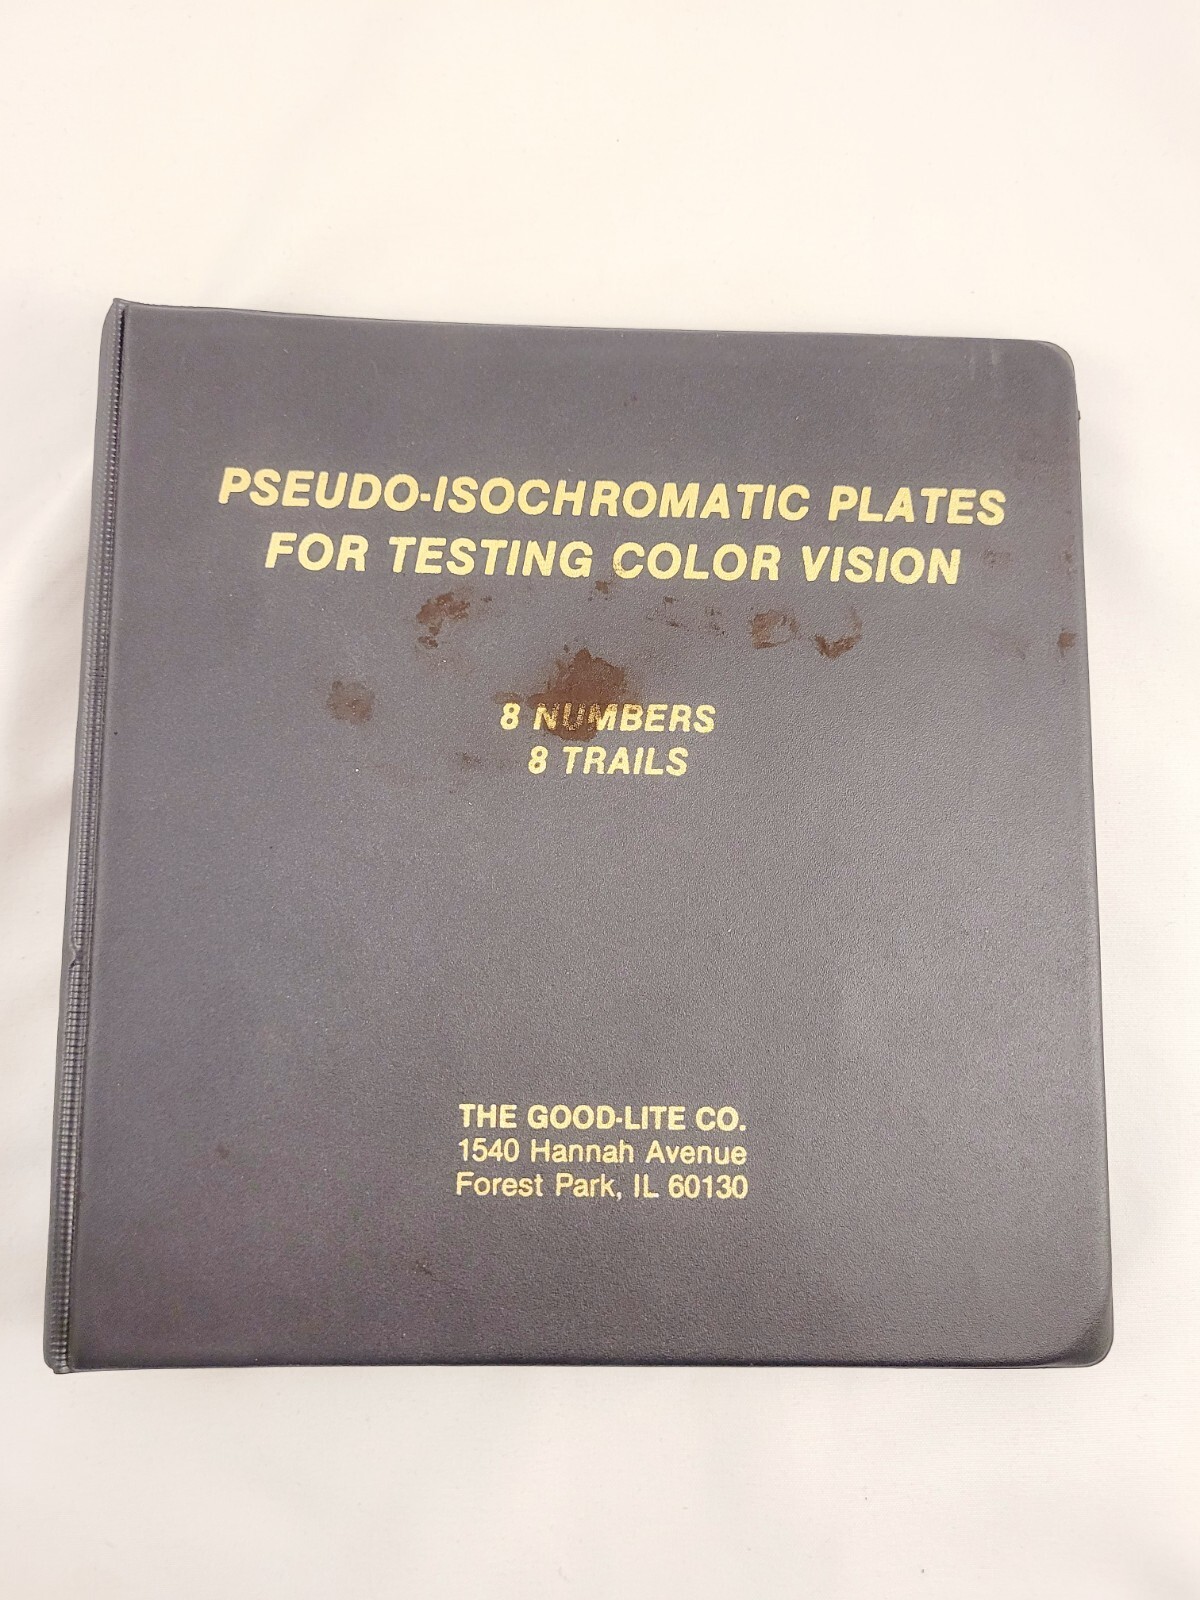 PSEUDO-ISOCHROMATIC PLATES
FOR TESTING COLOR VISION
8 NUMBERS
8 TRAILS
THE GOOD-LITE CO.
1540 Hannah Avenue
Forest Park, IL 60130